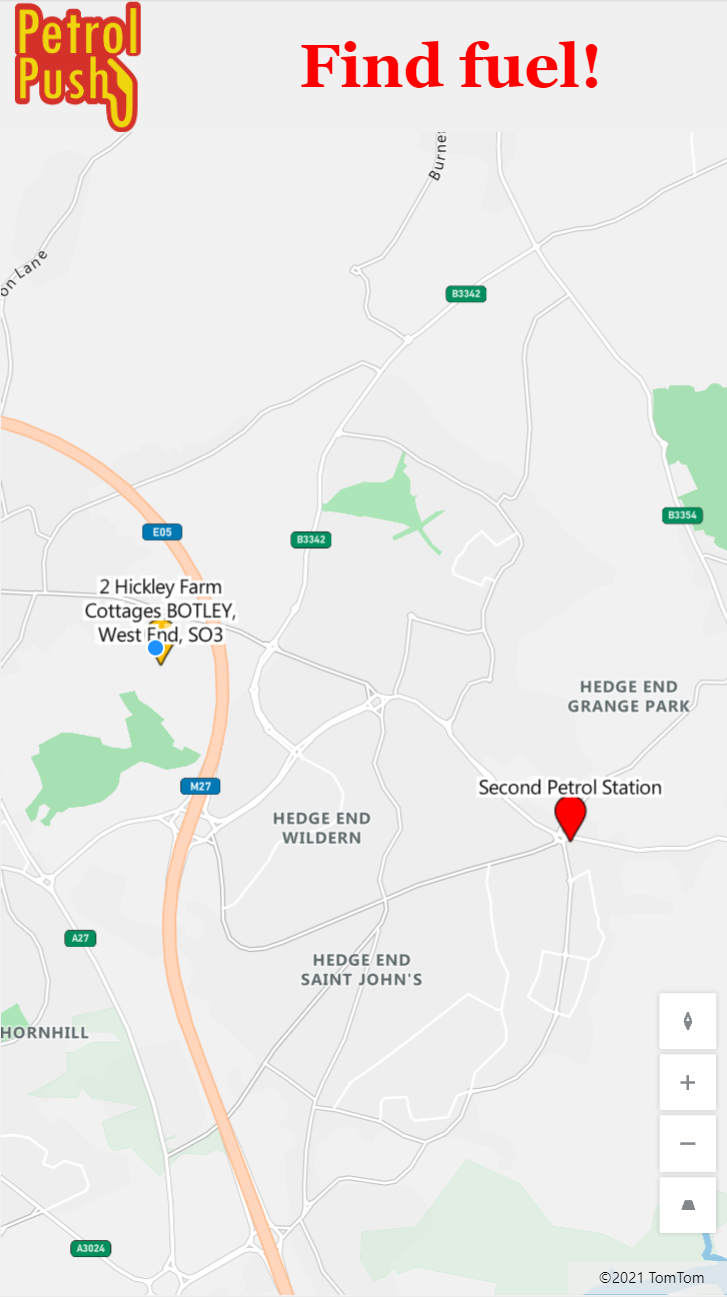 Petrol
Push
Find fuel!
on Lane
B3342
E05
B3342
B3354
2 Hickley Farm
Cottages BOTLEY,
West End, SO3
HEDGE END
GRANGE PARK
M27
Second Petrol Station
HEDGE END
WILDERN
A27
HEDGE END
SAINT JOHN'S
HORNHILL
A3024
©2021 TomTom